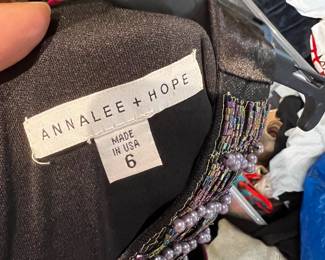 ANNALEE + HOPE
MADE
IN USA
6